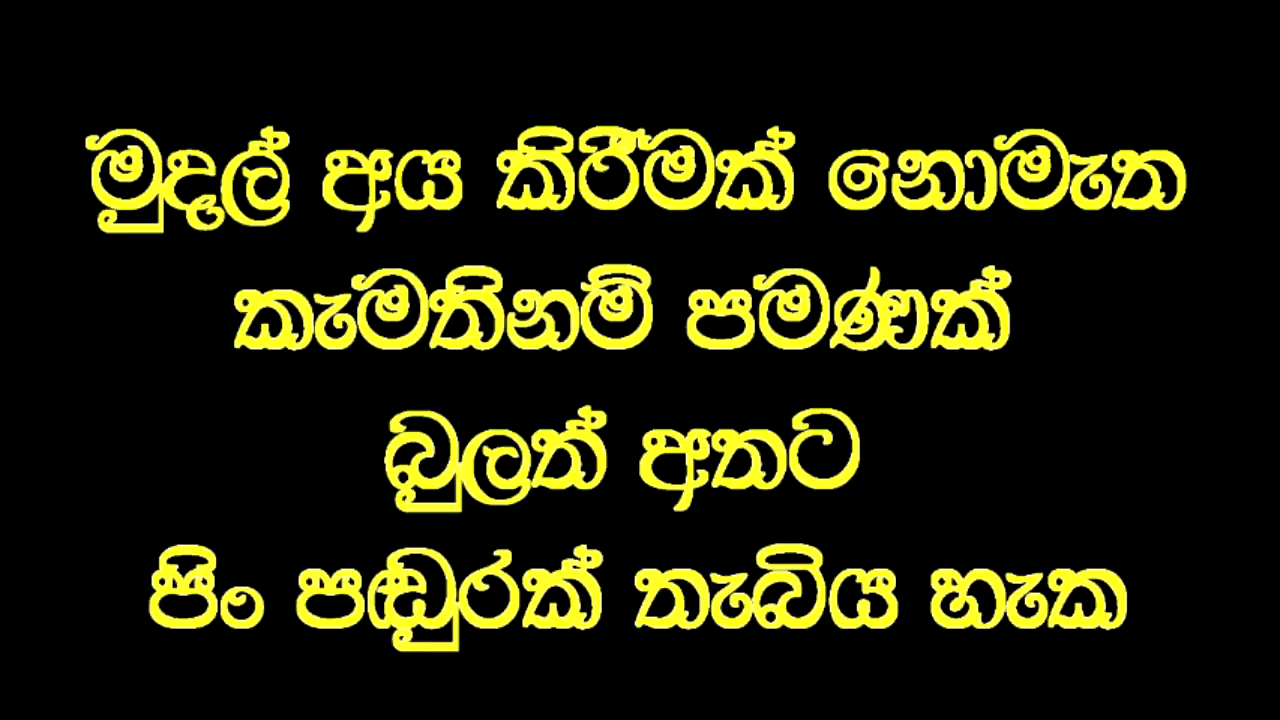 මුදල් අය කිරීමක් නොමැත
කැමතිනම් පමණක්
බුලත් අතට
පිං පඬුරක් තැබිය හැක